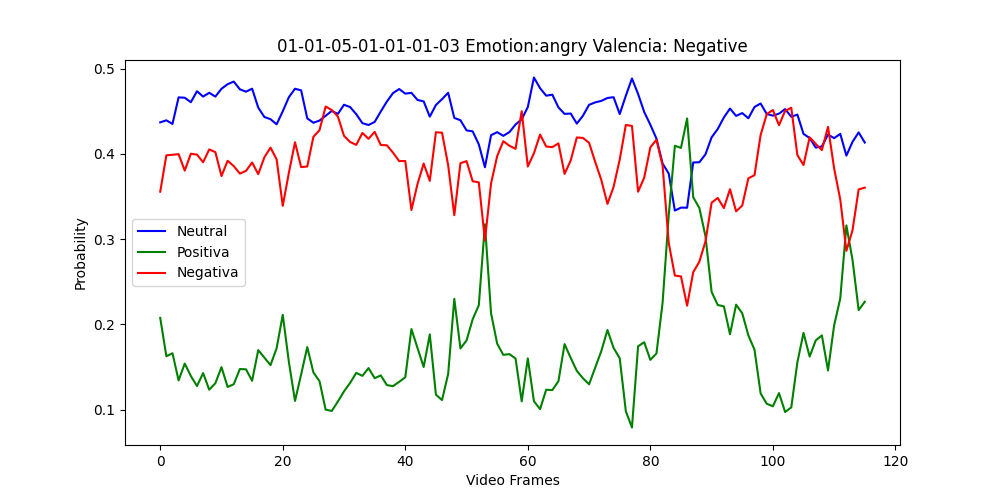 01-01-05-01-01-01-03 Emotion:angry Valencia: Negative
0.5
0.4
0.3
0.2
0.1
Probability
Neutral
Positiva
Negativa
0 20 40 60 80 100 120
Video Frames